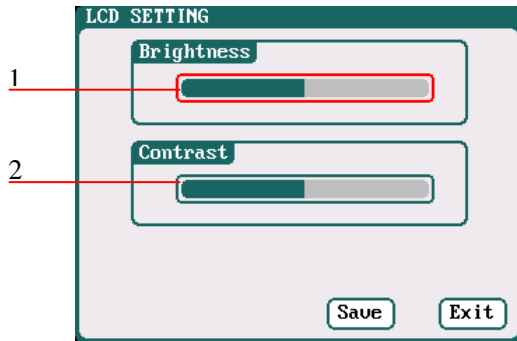 LCD SETTING
Brightness
1
Contrast
2
Save Exit